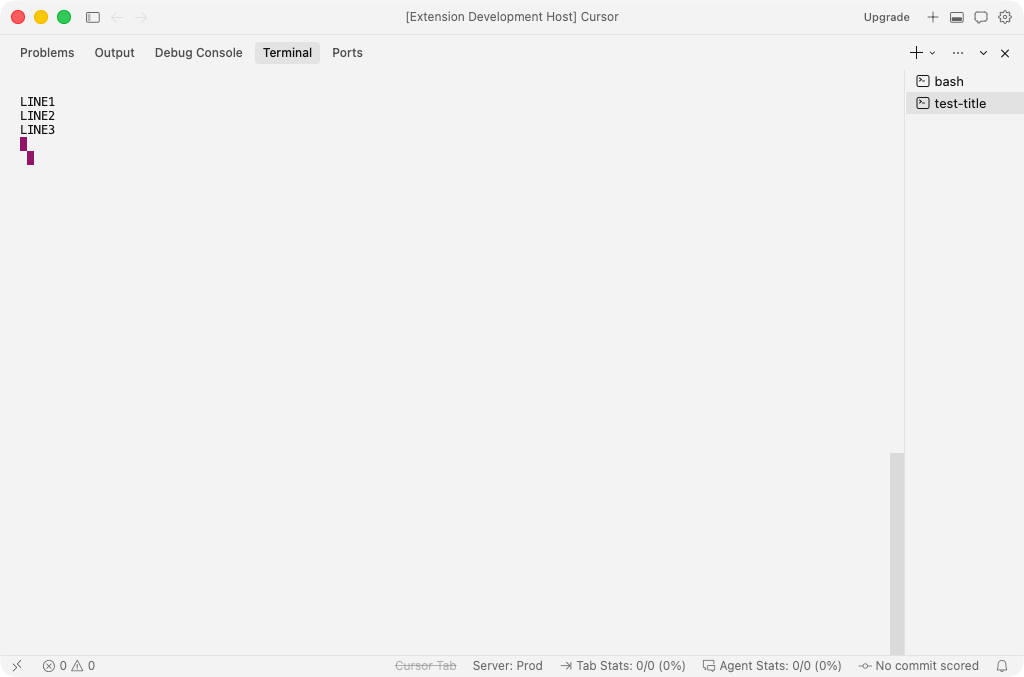 [Extension Development Host] Cursor
Upgrade
Problems Output Debug Console Terminal Ports
bash
test-title
LINE1
LINE2
LINE3
0 0 Cursor Tab Server: Prod Tab Stats: 0/0 (0%) Agent Stats: 0/0 (0%) No commit scored